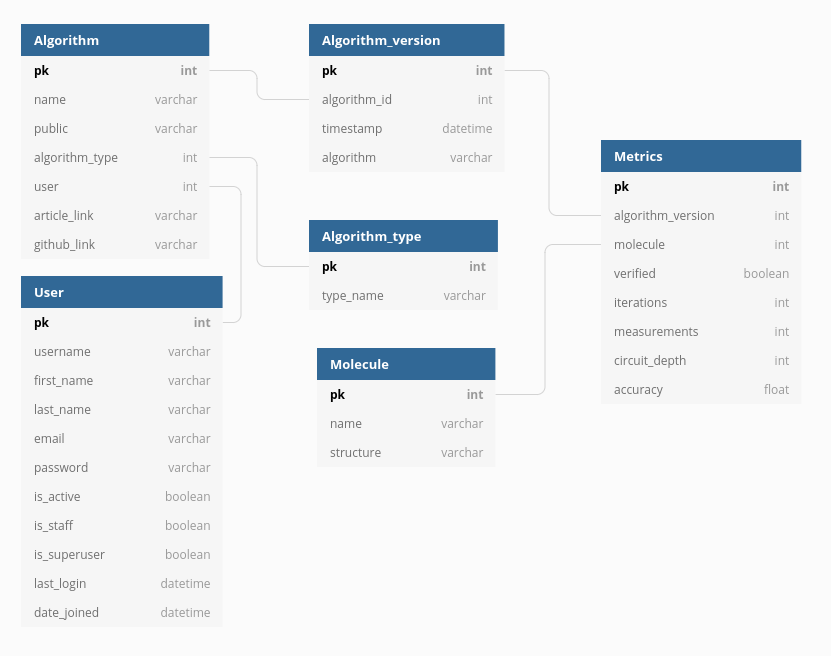 Algorithm
pk int
name varchar
public varchar
algorithm_type int
user int
article_link varchar
github_link varchar
User
pk int
username varchar
first_name varchar
last_name varchar
email varchar
password varchar
is_active boolean
is_staff boolean
is_superuser boolean
last_login datetime
date_joined datetime
Algorithm_version
pk int
algorithm_id int
timestamp datetime
algorithm varchar
Algorithm_type
pk int
type_name varchar
Molecule
pk int
name varchar
structure varchar
Metrics
pk int
algorithm_version int
molecule int
verified boolean
iterations int
measurements int
circuit_depth int
accuracy float